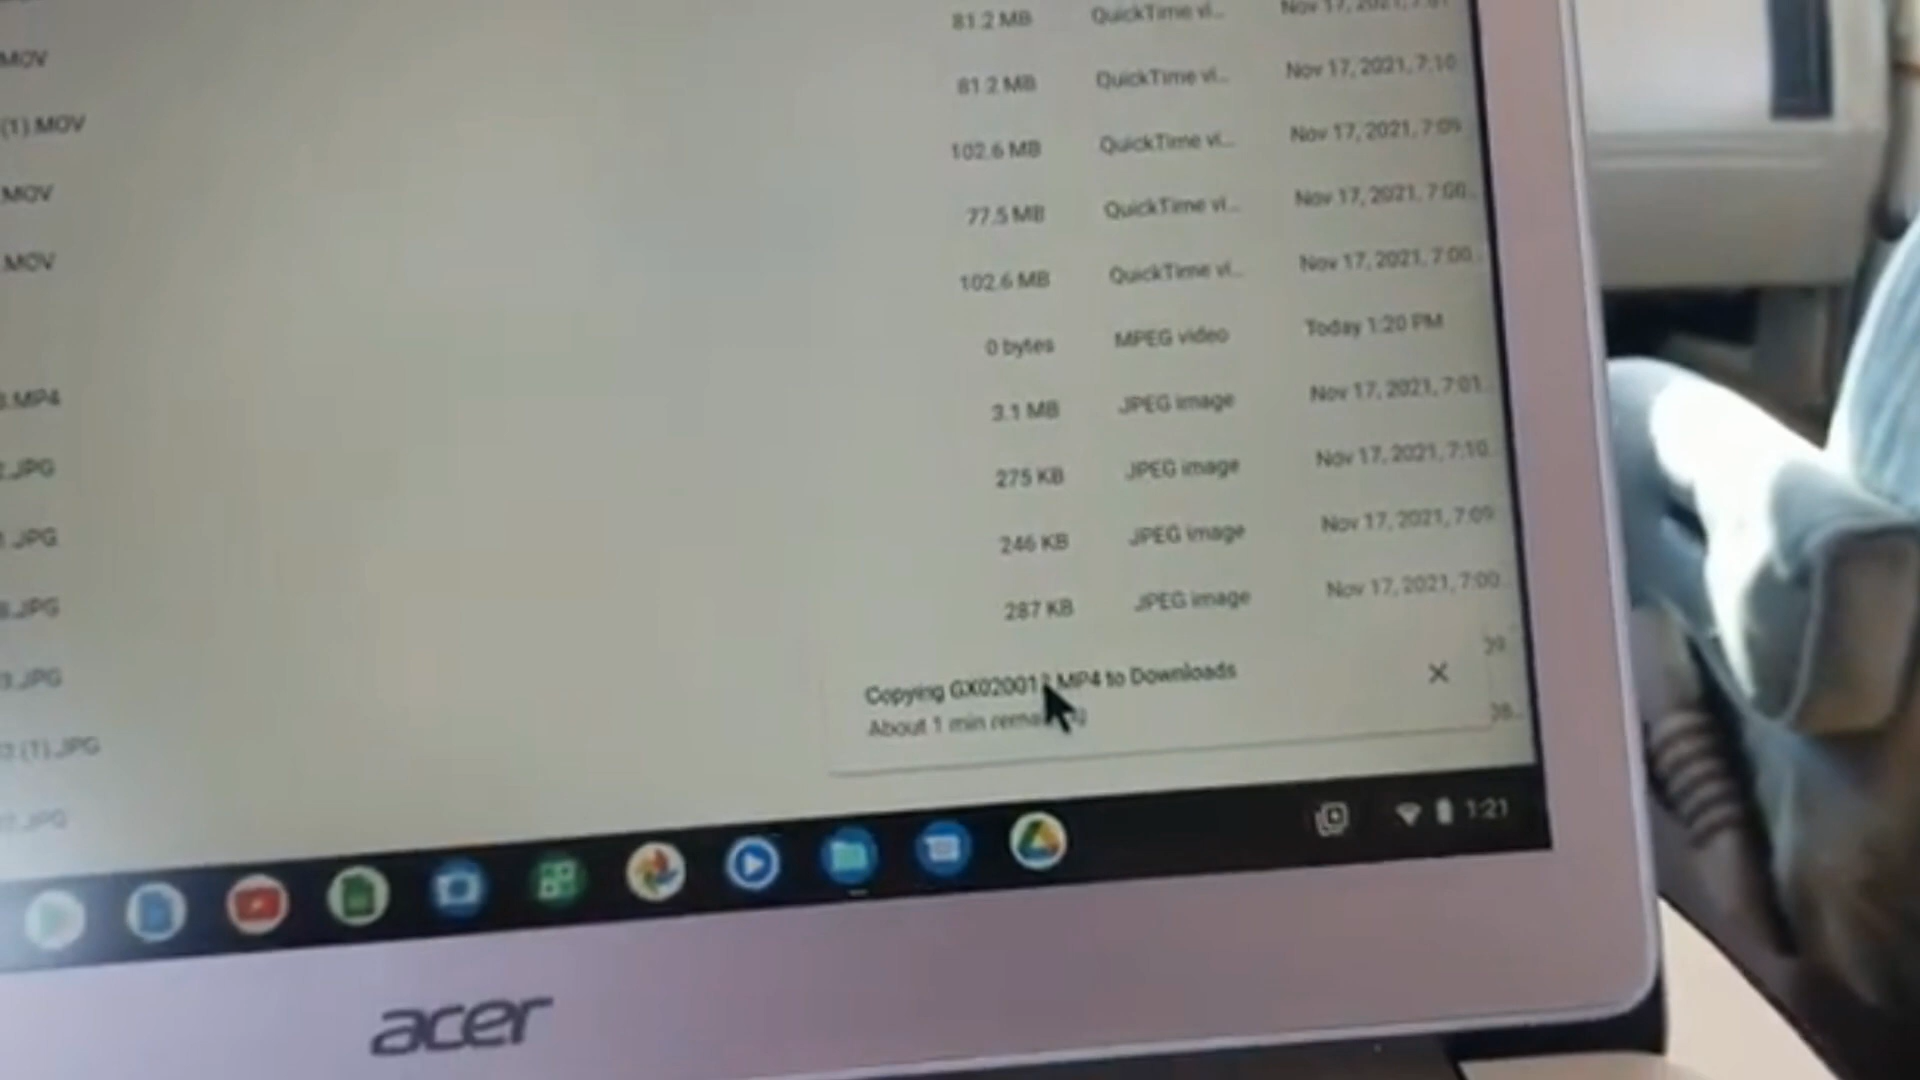 81.2 MB QuickTime vi... Nov 17, 2021,
.MOV 81.2 MB QuickTime vi... Nov 17, 2021, 7:10
(1).MOV 102.6 MB QuickTime vi... Nov 17, 2021, 7:09
.MOV 77.5 MB QuickTime vi... Nov 17, 2021, 7:00..
.MOV 102.6 MB QuickTime vi... Nov 17, 2021, 7:00..
0 bytes MPEG video Today 1:20 PM
.MP4 3.1 MB JPEG image Nov 17, 2021, 7:01..
.JPG 275 KB JPEG image Nov 17, 2021, 7:10..
.JPG 246 KB JPEG image Nov 17, 2021, 7:09
.JPG 287 KB JPEG image Nov 17, 2021, 7:00..
.JPG
(1).JPG
.JPG
Copying MP4 to Downloads
About 1 min
1:21
acer